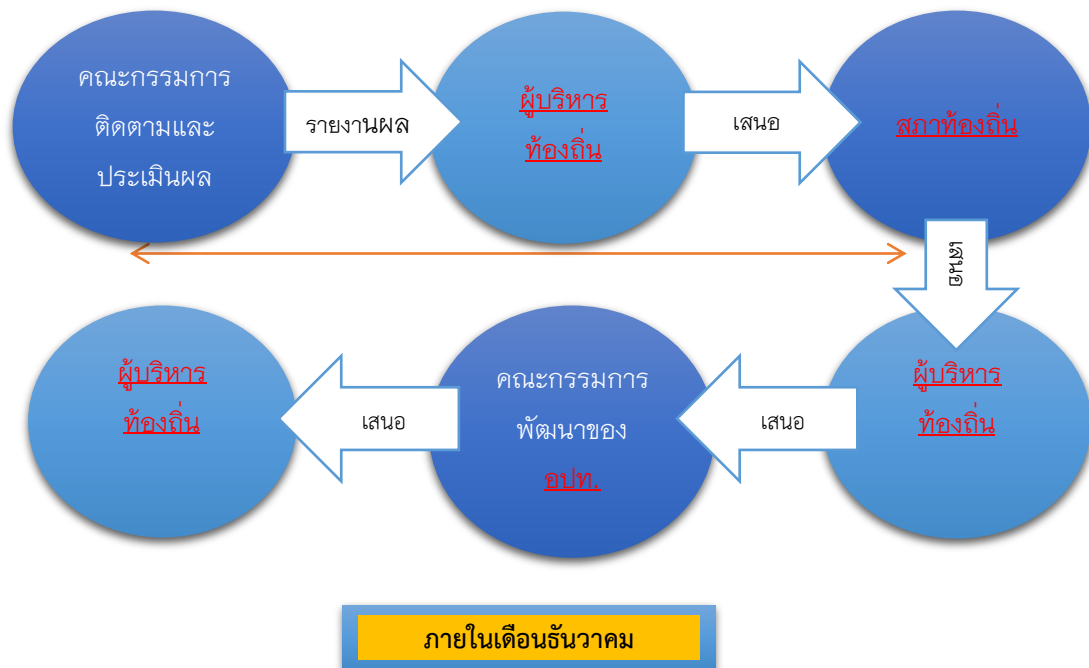 คณะกรรมการ
ติดตามและ
ประเมินผล
รายงานผล
ผู้บริหาร
ท้องถิ่น
เสนอ
สภาท้องถิ่น
เสนอ
ผู้บริหาร
ท้องถิ่น
เสนอ
คณะกรรมการ
พัฒนาของ
อปท.
เสนอ
ผู้บริหาร
ท้องถิ่น
ภายในเดือนธันวาคม